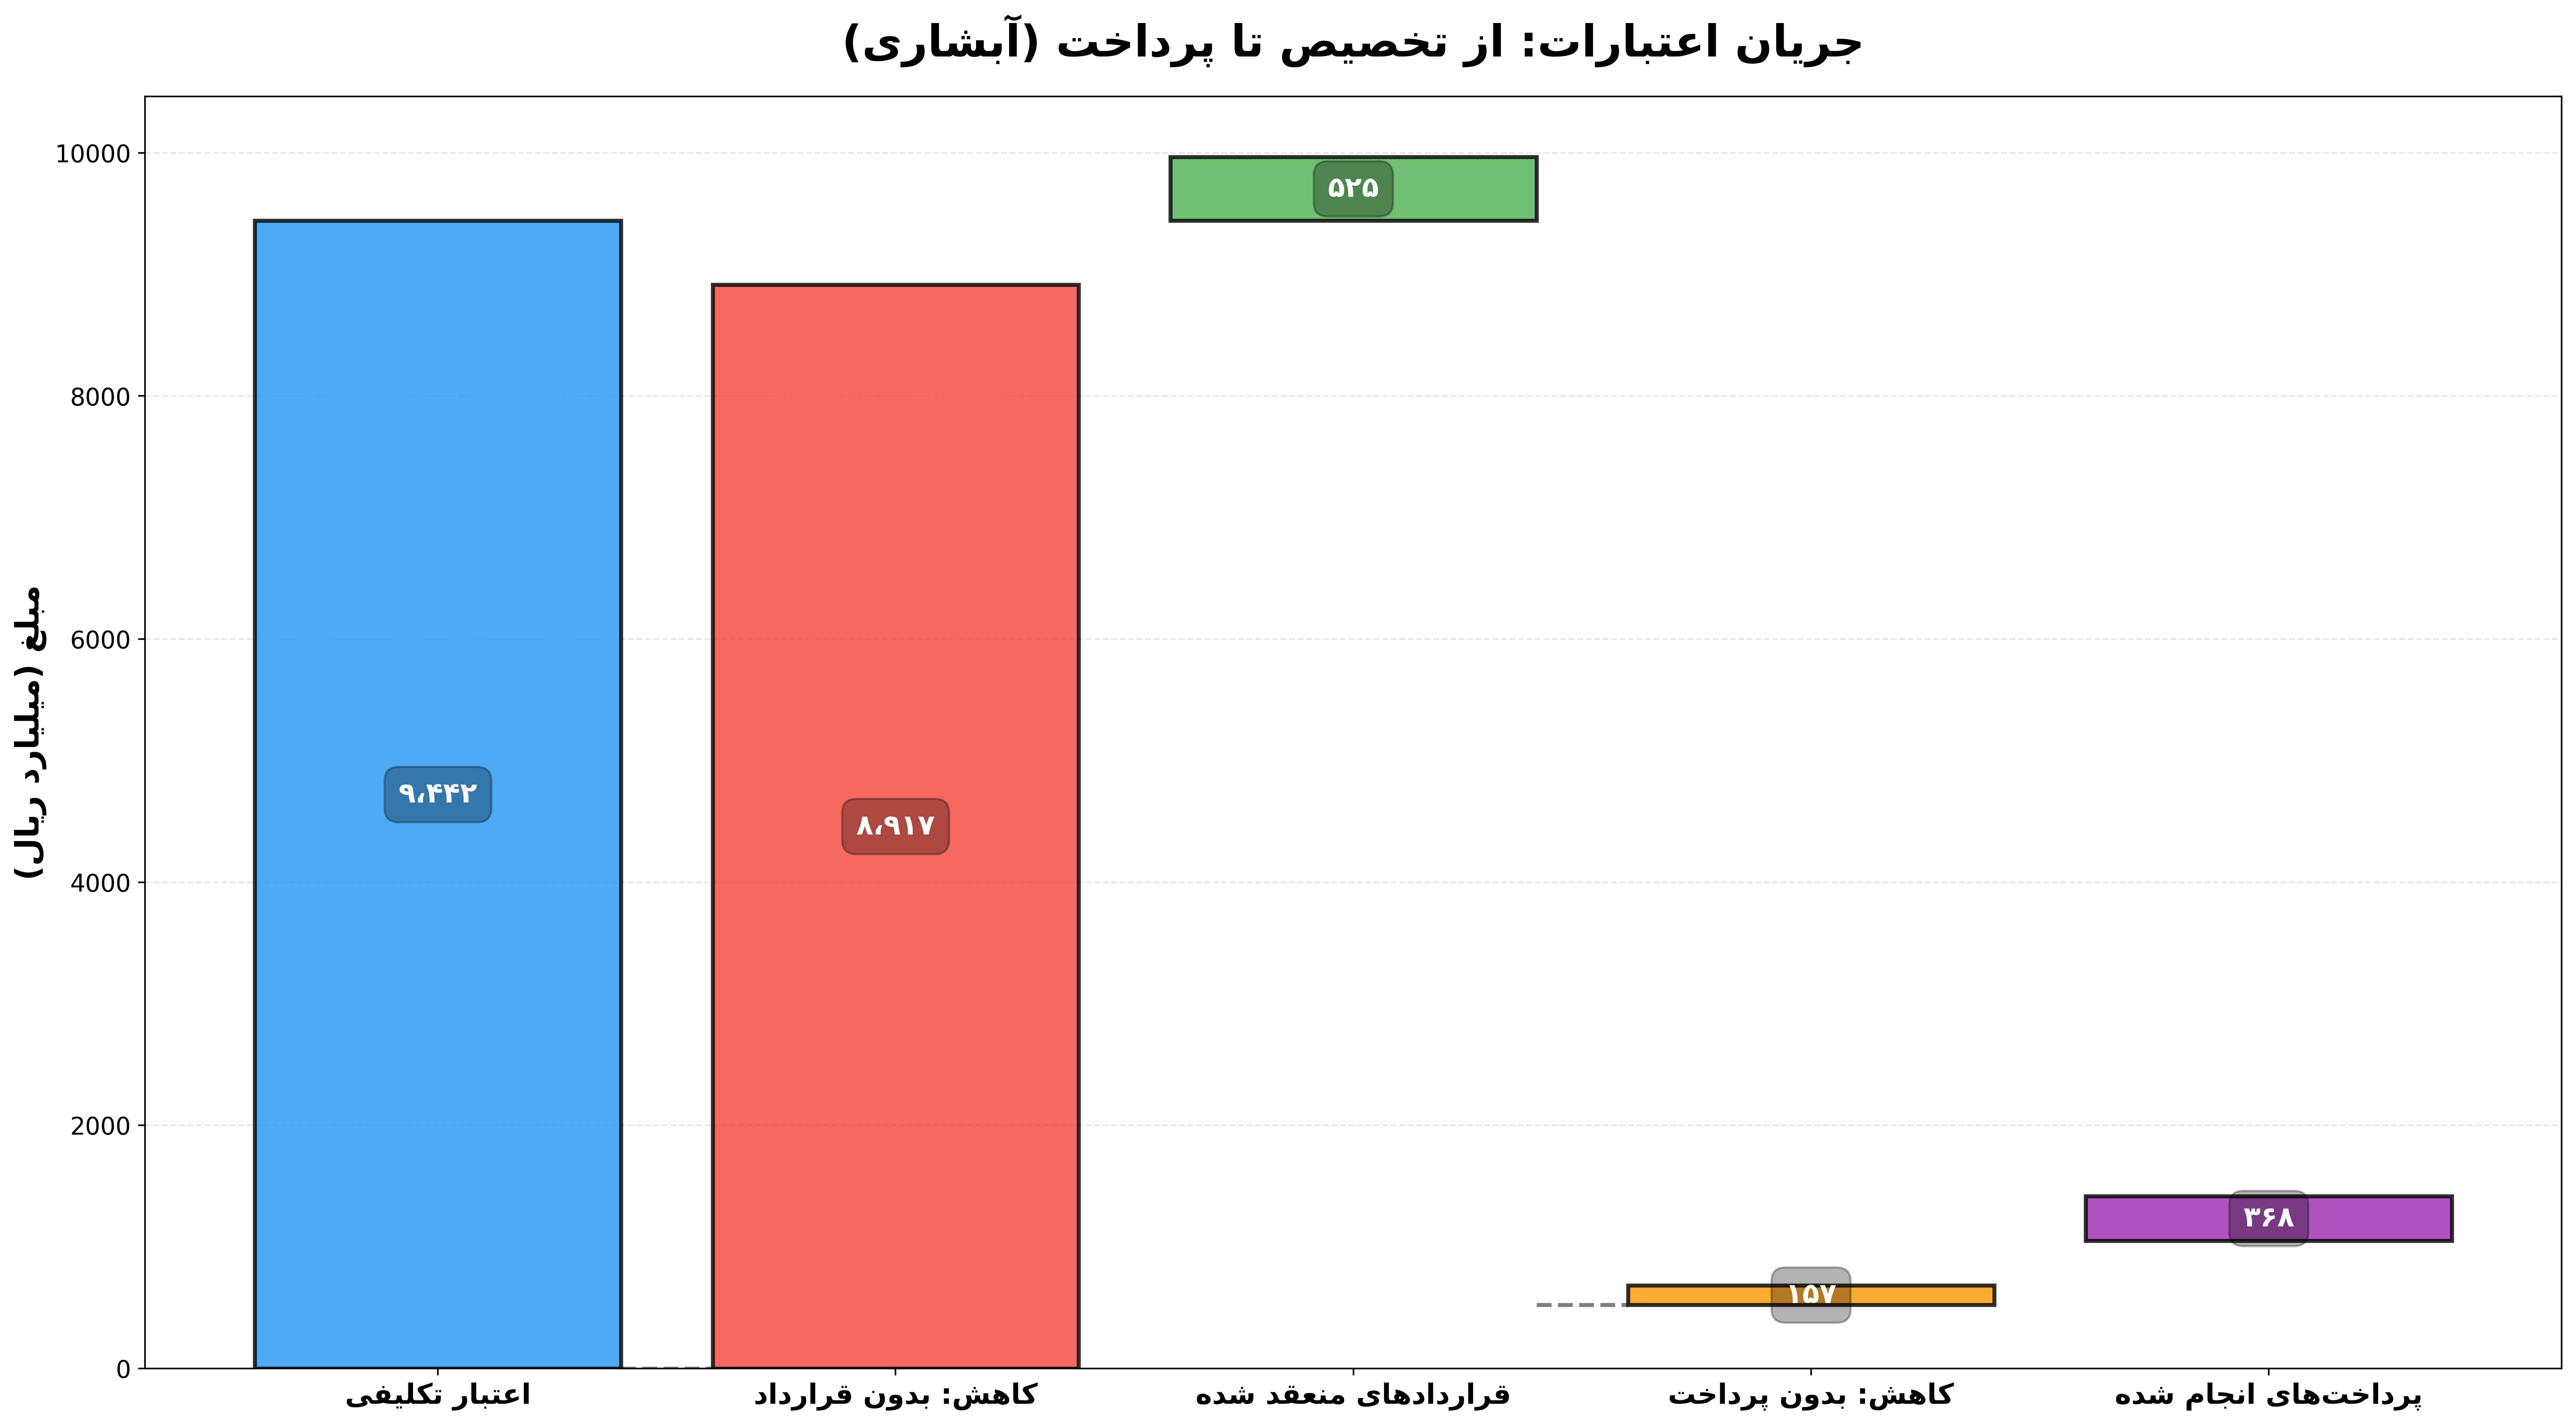 جریان اعتبارات: از تخصیص تا پرداخت (آبشاری)
مبلغ (میلیارد ریال)
10000
8000
6000
4000
2000
0
۹،۴۴۲
۸،۹۱۷
۵۲۵
۱۵۷
۳۶۸
اعتبار تکلیفی
کاهش: بدون قرارداد
قراردادهای منعقد شده
کاهش: بدون پرداخت
پرداخت‌های انجام شده